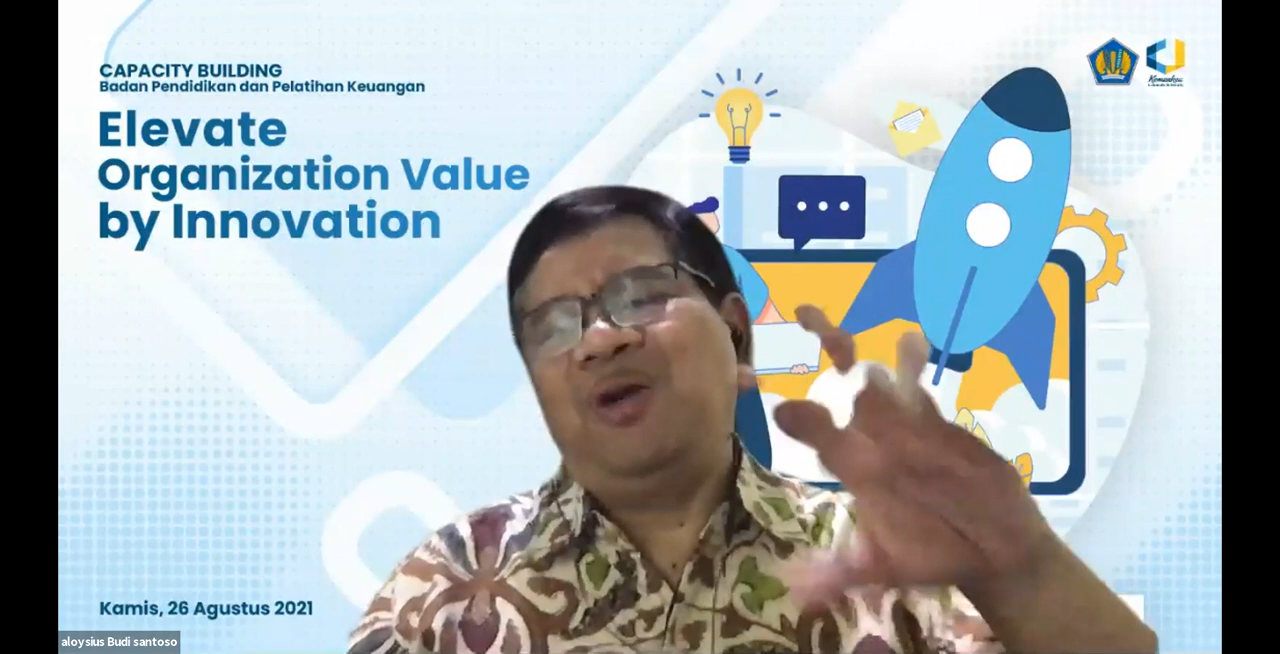 CAPACITY BUILDING
Badan Pendidikan dan Pelatihan Keuangan
Elevate
Organization Value
by Innovation
Kamis, 26 Agustus 2021
aloysius Budi santoso